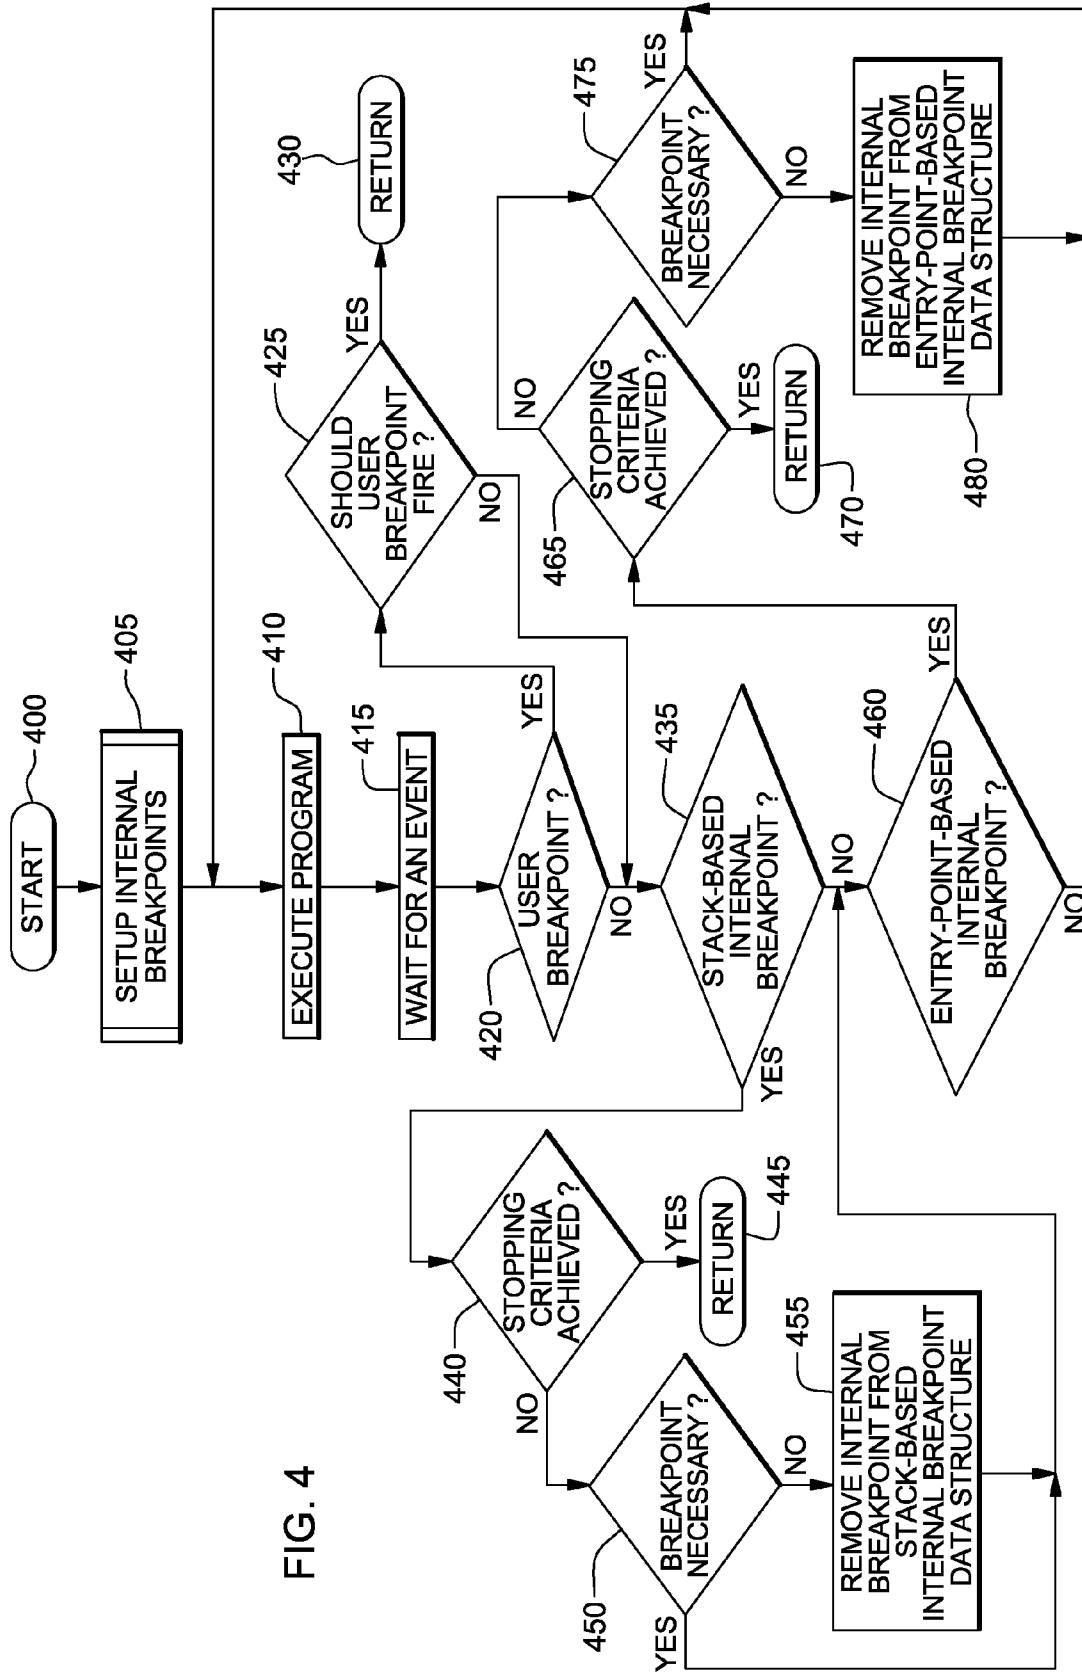 START
400
SETUP INTERNAL
BREAKPOINTS
405
EXECUTE PROGRAM
410
WAIT FOR AN EVENT
415
USER
BREAKPOINT ?
420
YES
NO
SHOULD
USER
BREAKPOINT
FIRE ?
425
YES
NO
RETURN
430
STACK-BASED
INTERNAL
BREAKPOINT ?
435
YES
NO
STOPPING
CRITERIA
ACHIEVED ?
440
YES
NO
RETURN
445
BREAKPOINT
NECESSARY ?
450
YES
NO
REMOVE INTERNAL
BREAKPOINT FROM
STACK-BASED
INTERNAL BREAKPOINT
DATA STRUCTURE
455
ENTRY-POINT-BASED
INTERNAL
BREAKPOINT ?
460
YES
NO
STOPPING
CRITERIA
ACHIEVED ?
465
NO
YES
RETURN
470
BREAKPOINT
NECESSARY ?
475
YES
NO
REMOVE INTERNAL
BREAKPOINT FROM
ENTRY-POINT-BASED
INTERNAL BREAKPOINT
DATA STRUCTURE
480
FIG. 4